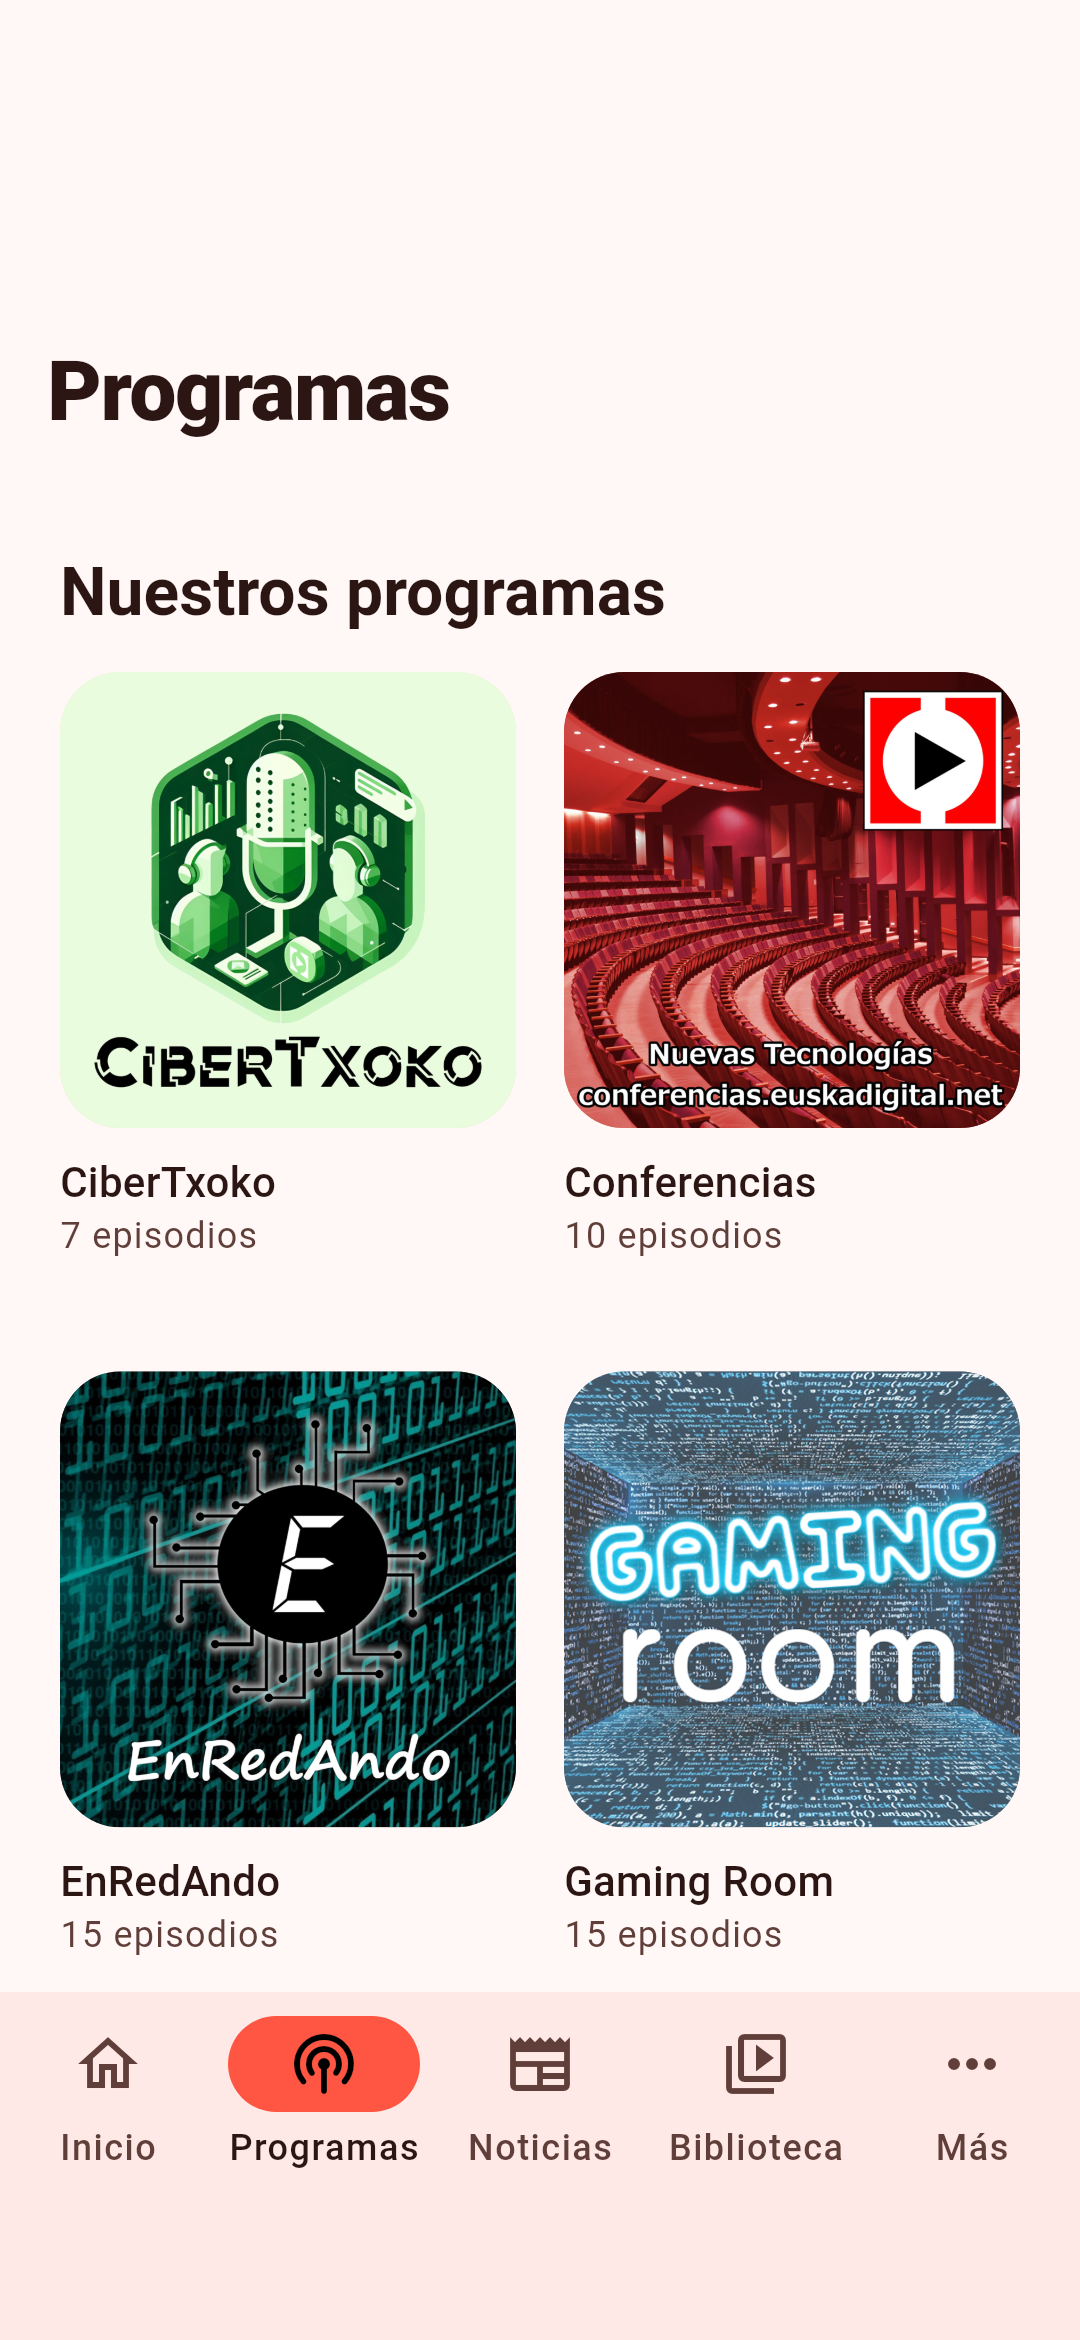 Programas
Nuestros programas
CIBERTXOKO
Nuevas Tecnologías
conferencias.euskadigital.net
CiberTxoko
7 episodios
Conferencias
10 episodios
E
EnRedAndo
GAMING
room
EnRedAndo
15 episodios
Gaming Room
15 episodios
Inicio
Programas
Noticias
Biblioteca
Más